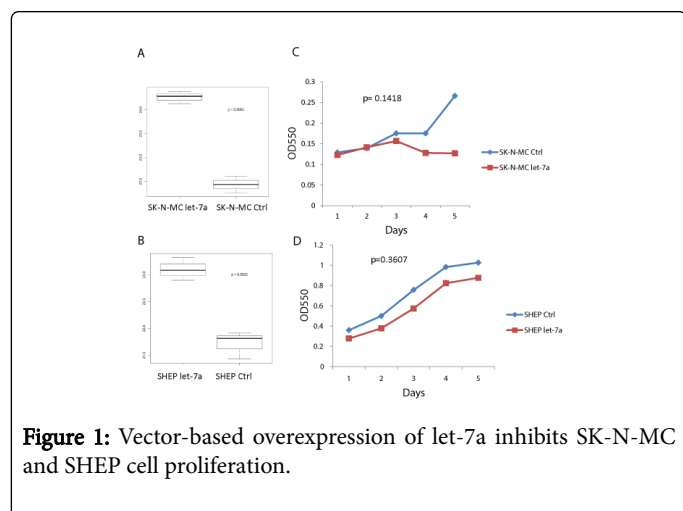 A
C
p= 0.1418
0.3
0.25
0.2
0.15
0.1
0.05
0
OD550
1 2 3 4 5
Days
SK-N-MC Ctrl
SK-N-MC let-7a
SK-N-MC let-7a SK-N-MC Ctrl
B
D
p=0.3607
1.2
1
0.8
0.6
0.4
0.2
0
OD550
1 2 3 4 5
Days
SHEP Ctrl
SHEP let-7a
SHEP let-7a SHEP Ctrl
Figure 1: Vector-based overexpression of let-7a inhibits SK-N-MC
and SHEP cell proliferation.